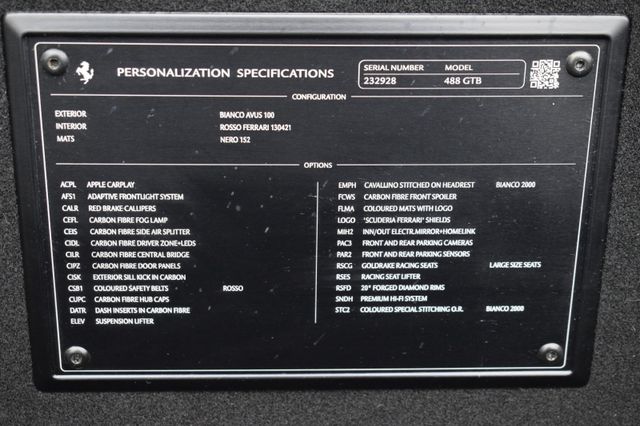 PERSONALIZATION SPECIFICATIONS
SERIAL NUMBER MODEL
232928 488 GTB
CONFIGURATION
EXTERIOR BIANCO AVUS 100
INTERIOR ROSSO FERRARI 130421
MATS NERO 152
OPTIONS
ACPL APPLE CARPLAY
AFS1 ADAPTIVE FRONTLIGHT SYSTEM
CALR RED BRAKE CALLIPERS
CEFL CARBON FIBRE FOG LAMP
CEIS CARBON FIBRE SIDE AIR SPLITTER
CIDL CARBON FIBRE DRIVER ZONE+LEDS
CILR CARBON FIBRE CENTRAL BRIDGE
CIPZ CARBON FIBRE DOOR PANELS
CISK EXTERIOR SILL KICK IN CARBON
CSB1 COLOURED SAFETY BELTS ROSSO
CUPC CARBON FIBRE HUB CAPS
DATR DASH INSERTS IN CARBON FIBRE
ELEV SUSPENSION LIFTER
EMPH CAVALLINO STITCHED ON HEADREST BIANCO 2000
FCWS CARBON FIBRE FRONT SPOILER
FLMA COLOURED MATS WITH LOGO
LOGO 'SCUDERIA FERRARI' SHIELDS
MIH2 INN/OUT ELECTR.MIRROR+HOMELINK
PAC3 FRONT AND REAR PARKING CAMERAS
PAR2 FRONT AND REAR PARKING SENSORS
RSCG GOLDRAKE RACING SEATS LARGE SIZE SEATS
RSES RACING SEAT LIFTER
RSFD 20" FORGED DIAMOND RIMS
SNDH PREMIUM HI-FI SYSTEM
STC2 COLOURED SPECIAL STITCHING O.R. BIANCO 2000